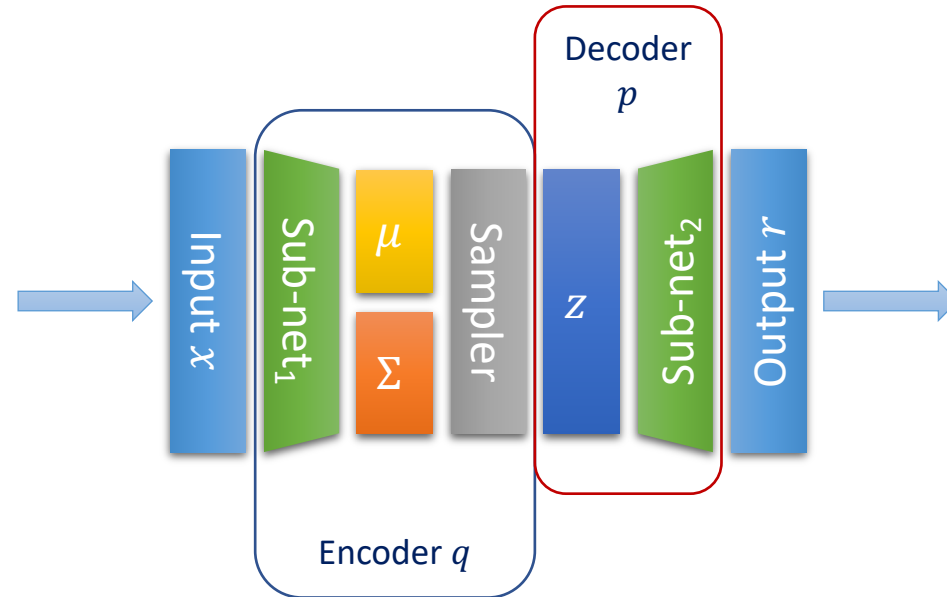 Decoder
p
Input x
Sub-net₁
μ
Σ
Sampler
z
Sub-net₂
Output r
Encoder q